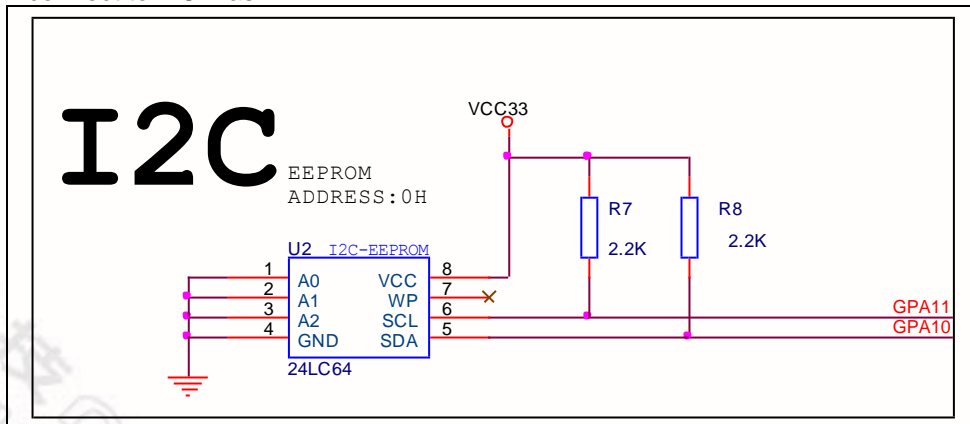 I2C
EEPROM
ADDRESS:0H
VCC33
R7
2.2K
R8
2.2K
U2 I2C-EEPROM
1 A0 VCC 8
2 A1 WP 7
3 A2 SCL 6
4 GND SDA 5
24LC64
GPA11
GPA10